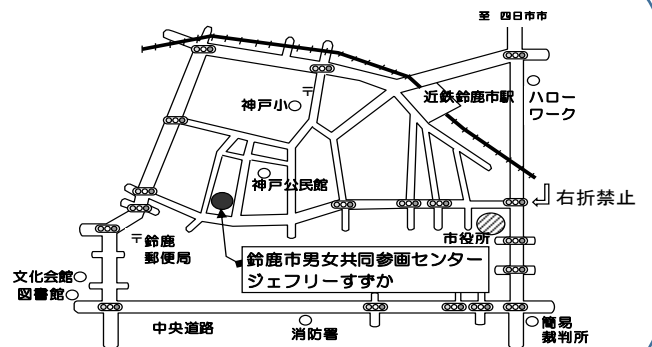 至 四日市市
近鉄鈴鹿市駅
ハロー
ワーク
〒
神戸小
神戸公民館
右折禁止
市役所
〒鈴鹿
郵便局
鈴鹿市男女共同参画センター
ジェフリーすずか
文化会館
図書館
中央道路
消防署
簡易
裁判所